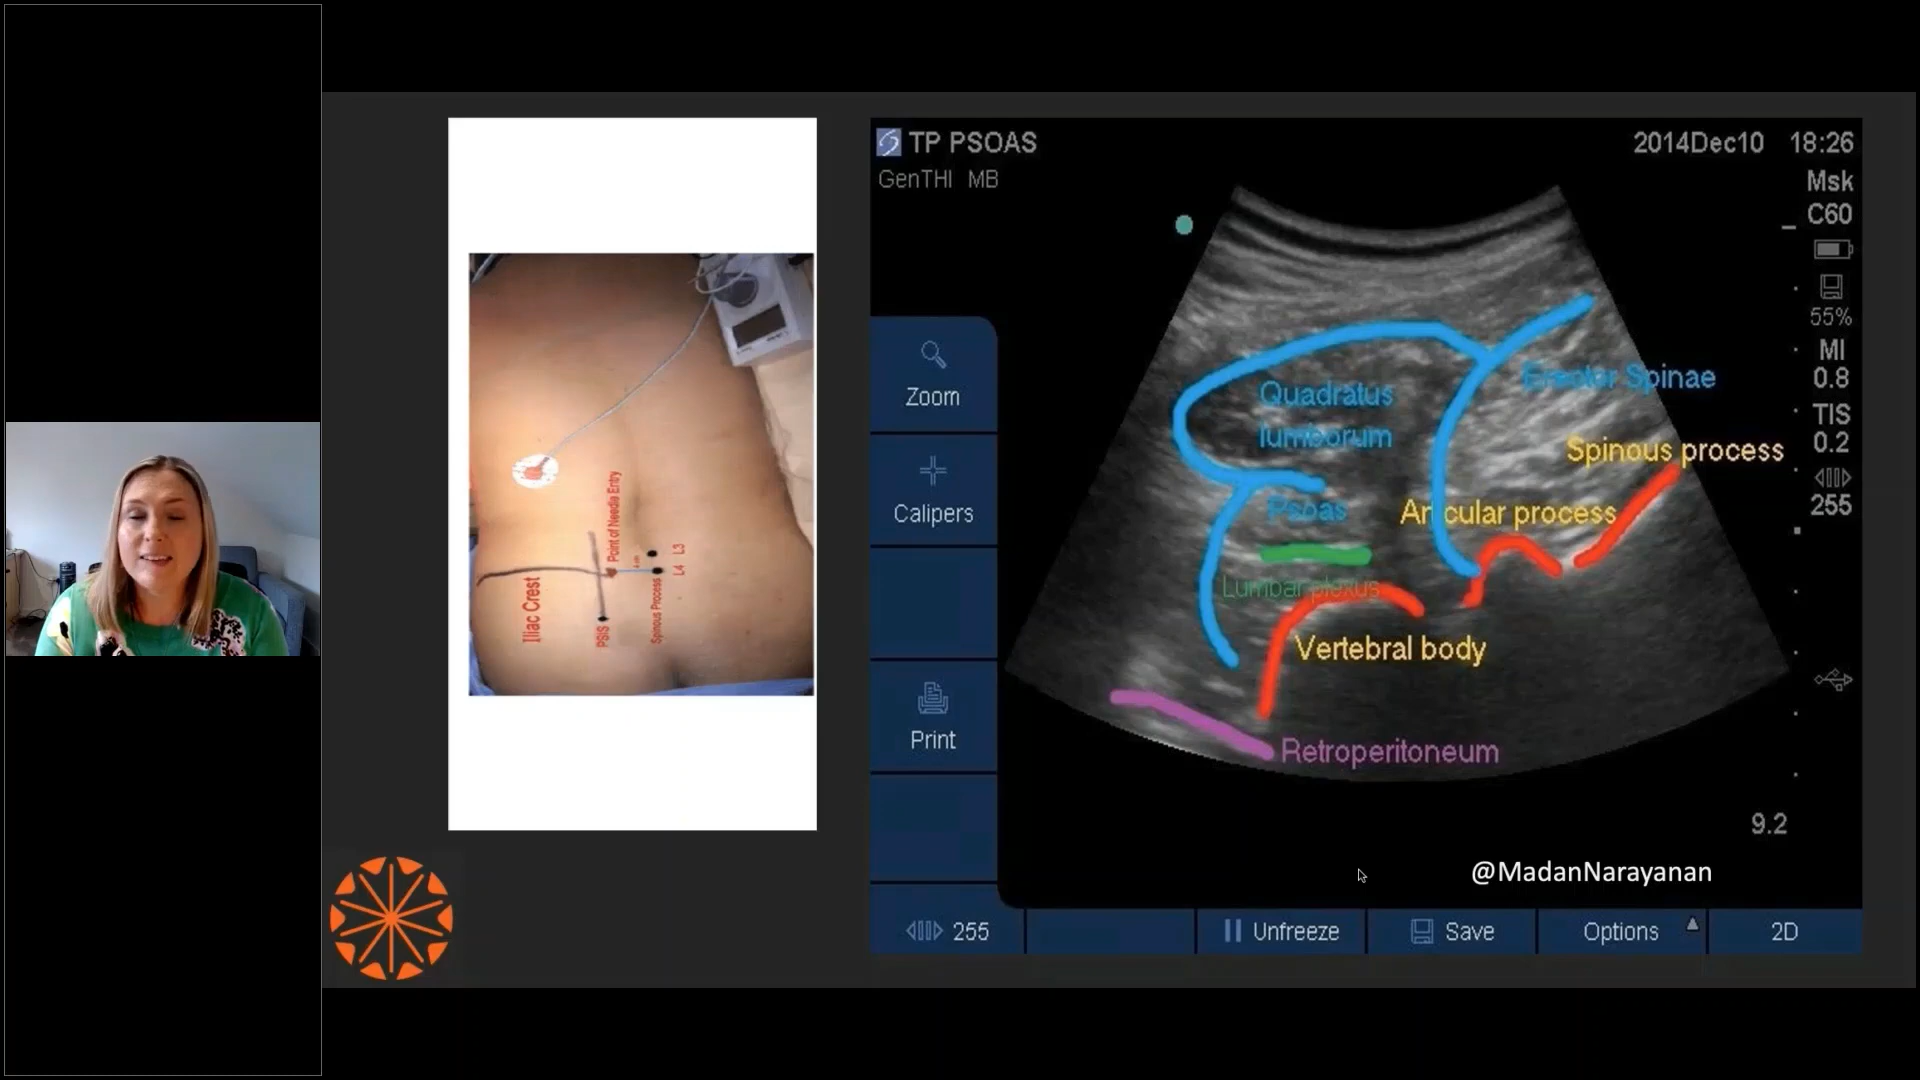 Iliac Crest
PSIS
Point of Needle Entry
4 cm
Spinous Process
L4
L3
TP PSOAS
2014Dec10 18:26
GenTHI MB
Msk
C60
55%
MI
0.8
TIS
0.2
255
Zoom
Calipers
Print
Quadratus
lumborum
Erector Spinae
Spinous process
Psoas
Articular process
Lumbar plexus
Vertebral body
Retroperitoneum
9.2
@MadanNarayanan
255
Unfreeze
Save
Options
2D